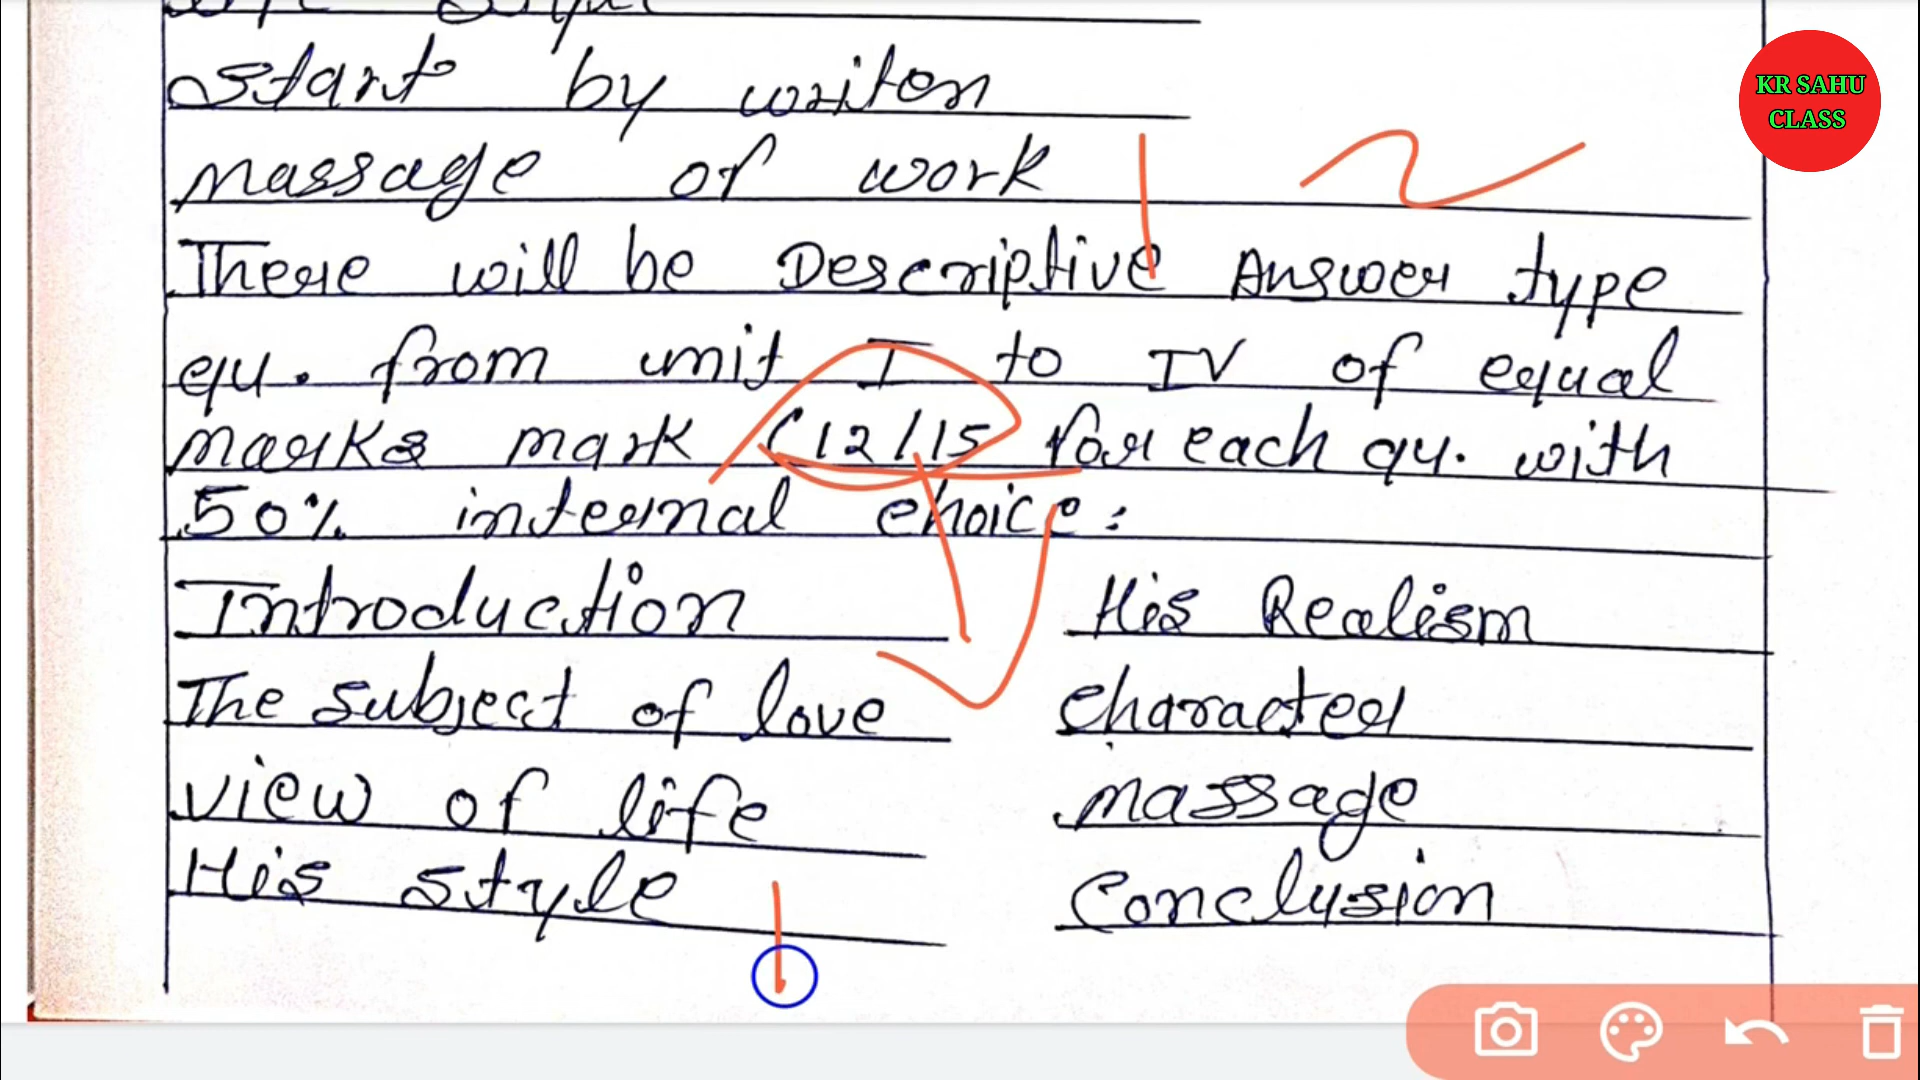 start by writen
massage of work
There will be Descriptive Answer type
qu. from unit I to IV of equal
marks mark (12/15 for each qu. with
50% internal choice:
Introduction
The subject of love
view of life
His style
His Realism
character
massage
conclusion
KR SAHU
CLASS